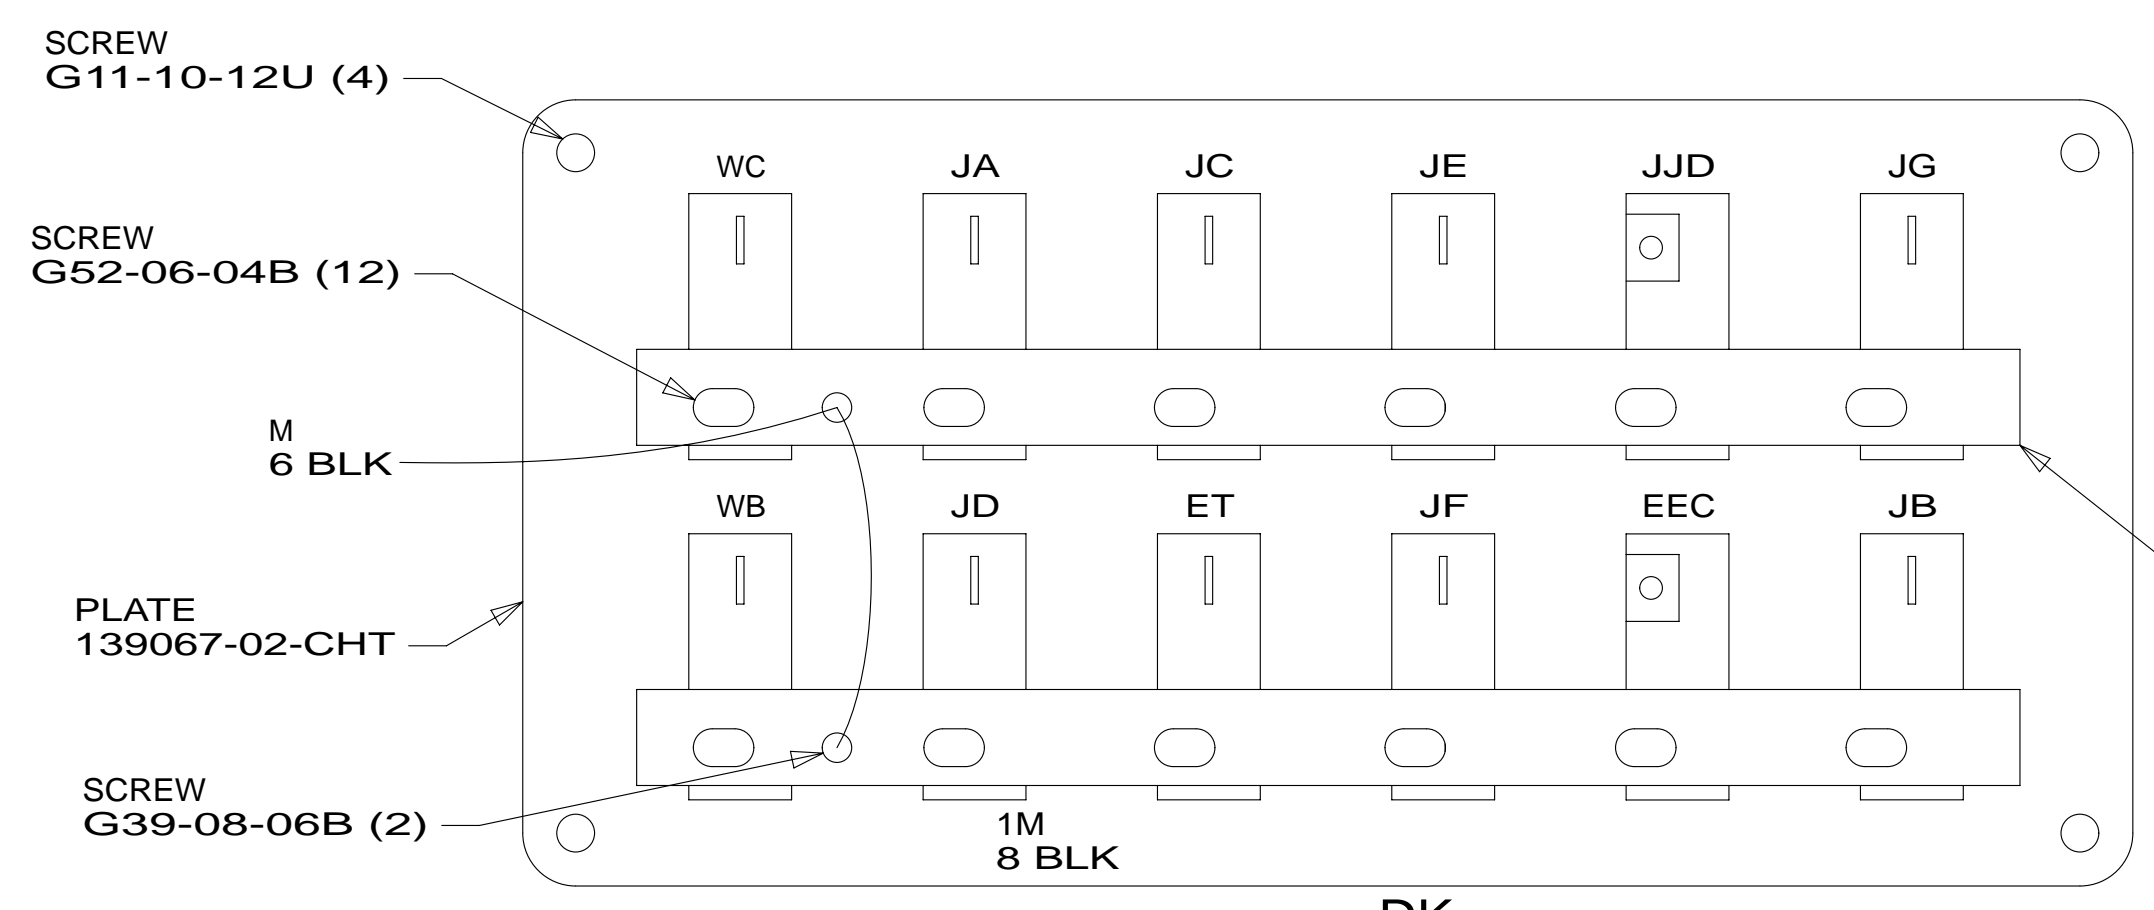 SCREW
G11-10-12U (4)
WC JA JC JE JJD JG
SCREW
G52-06-04B (12)
M
6 BLK
WB JD ET JF EEC JB
PLATE
139067-02-CHT
SCREW
G39-08-06B (2)
1M
8 BLK